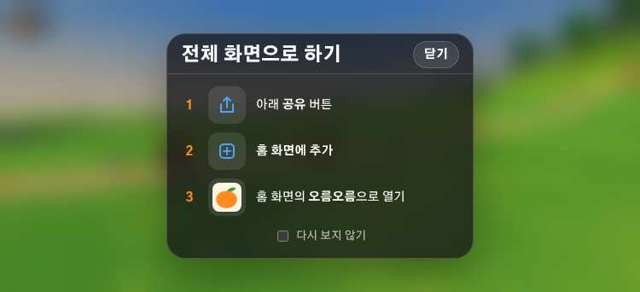 전체 화면으로 하기
닫기
1 아래 공유 버튼
2 홈 화면에 추가
3 홈 화면의 오름오름으로 열기
다시 보지 않기